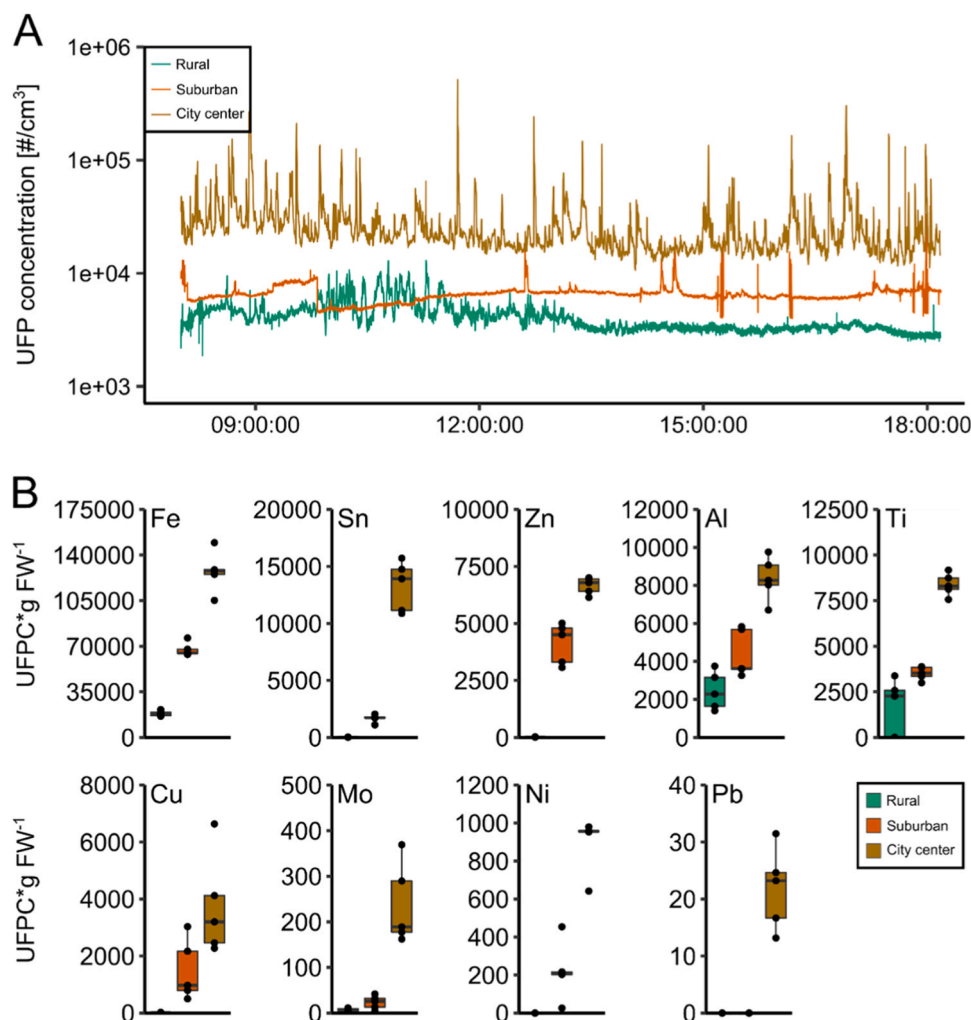 A
UFP concentration [#/cm³]
1e+06
1e+05
1e+04
1e+03
Rural
Suburban
City center
09:00:00 12:00:00 15:00:00 18:00:00
B
UFPC*g FW⁻¹
Fe
175000
140000
105000
70000
35000
0
Sn
20000
15000
10000
5000
0
Zn
10000
7500
5000
2500
0
Al
12000
10000
8000
6000
4000
2000
0
Ti
12500
10000
7500
5000
2500
0
UFPC*g FW⁻¹
Cu
8000
6000
4000
2000
0
Mo
500
400
300
200
100
0
Ni
1200
1000
800
600
400
200
0
Pb
40
30
20
10
0
Rural
Suburban
City center